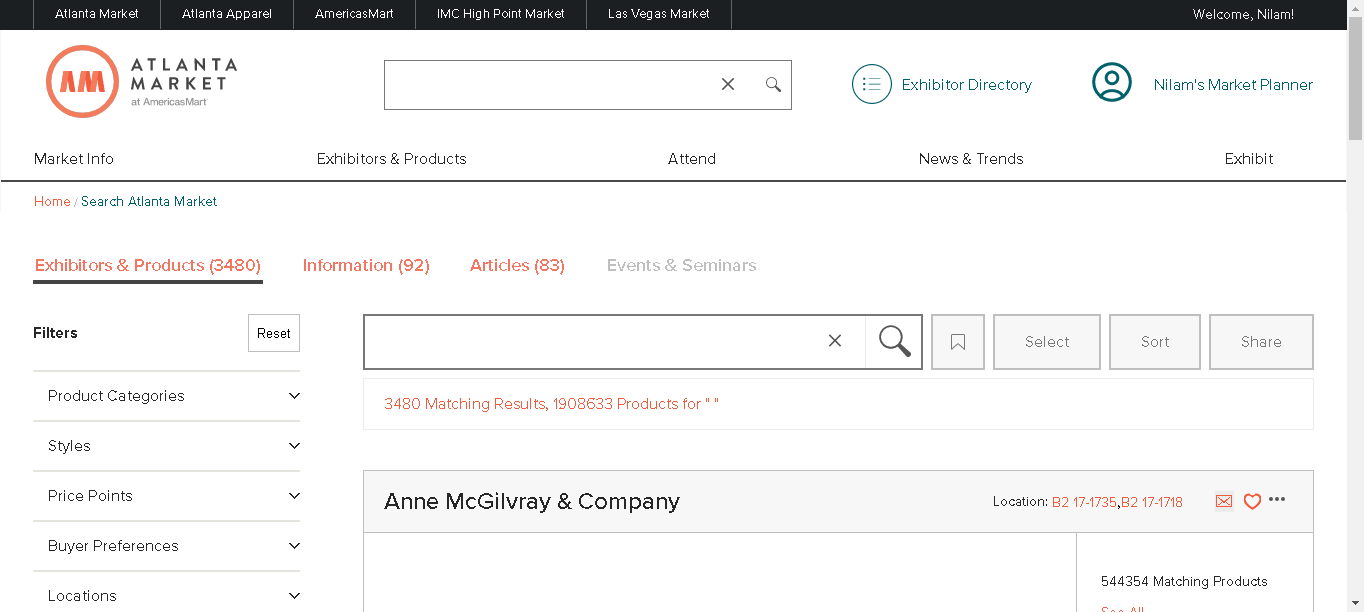 Atlanta Market Atlanta Apparel AmericasMart IMC High Point Market Las Vegas Market Welcome, Nilam!
ATLANTA
MARKET
at AmericasMart
AM
Exhibitor Directory Nilam's Market Planner
Market Info Exhibitors & Products Attend News & Trends Exhibit
Home / Search Atlanta Market
Exhibitors & Products (3480) Information (92) Articles (83) Events & Seminars
Filters Reset
Select Sort Share
Product Categories
3480 Matching Results, 1908633 Products for " "
Styles
Price Points
Anne McGilvray & Company Location: B2 17-1735,B2 17-1718
Buyer Preferences
544354 Matching Products
Locations
See All